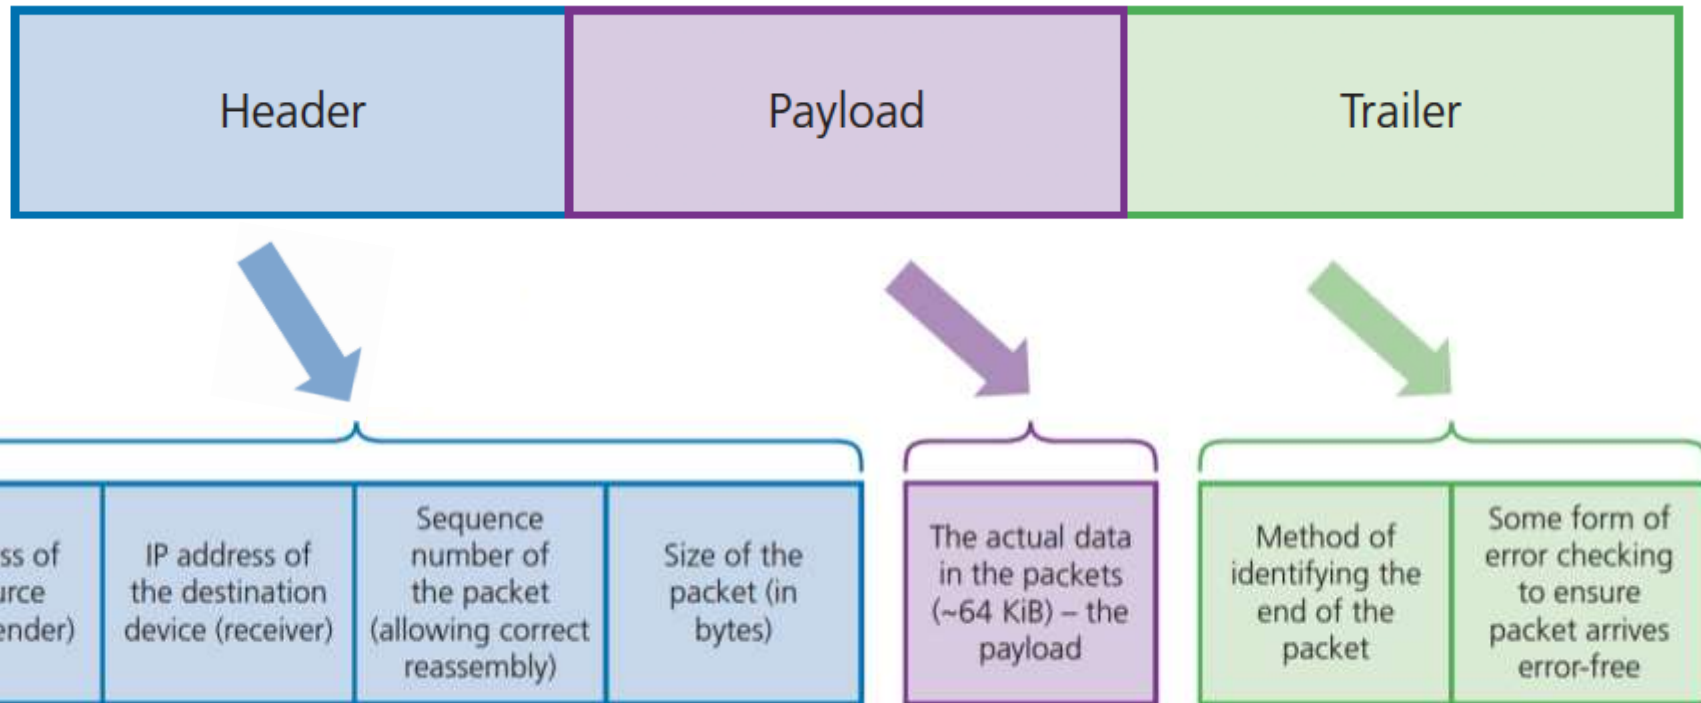 Header
Payload
Trailer
of
IP address of
the destination
device (receiver)
Sequence
number of
the packet
(allowing correct
reassembly)
Size of the
packet (in
bytes)
The actual data
in the packets
(~64 KiB) – the
payload
Method of
identifying the
end of the
packet
Some form of
error checking
to ensure
packet arrives
error-free